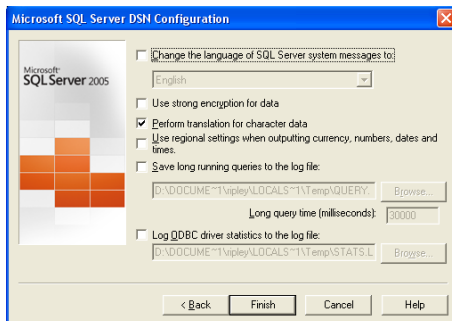 Microsoft SQL Server DSN Configuration
Microsoft
SQL Server 2005
Change the language of SQL Server system messages to:
English
Use strong encryption for data
Perform translation for character data
Use regional settings when outputting currency, numbers, dates and
times.
Save long running queries to the log file:
D:\DOCUME~1\ripley\LOCALS~1\Temp\QUERY.
Browse...
Long query time (milliseconds):
30000
Log ODBC driver statistics to the log file:
D:\DOCUME~1\ripley\LOCALS~1\Temp\STATS.L
Browse...
< Back
Finish
Cancel
Help